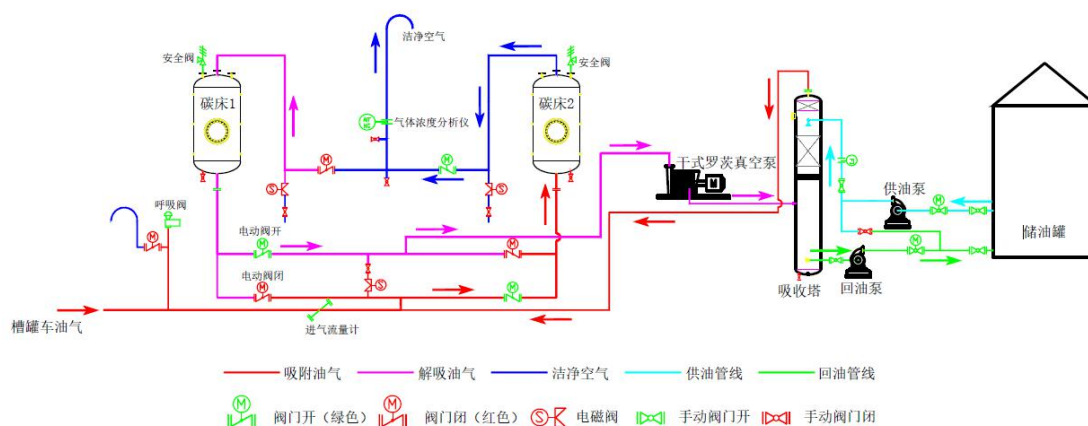 洁净空气
安全阀
安全阀
碳床1
碳床2
气体浓度分析仪
干式罗茨真空泵
呼吸阀
供油泵
电动阀开
储油罐
电动阀闭
吸收塔
回油泵
进气流量计
槽罐车油气
吸附油气
解吸油气
洁净空气
供油管线
回油管线
M 阀门开（绿色）
M 阀门闭（红色）
S 电磁阀
手动阀门开
手动阀门闭